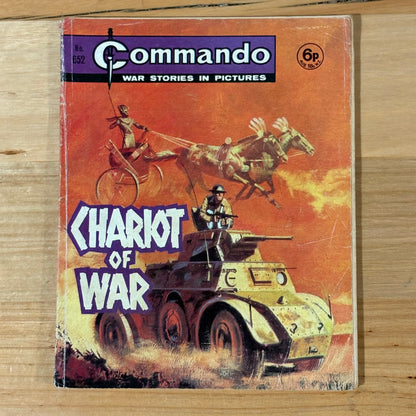 No.
652
Commando
WAR STORIES IN PICTURES
6p
CHARIOT
OF
WAR